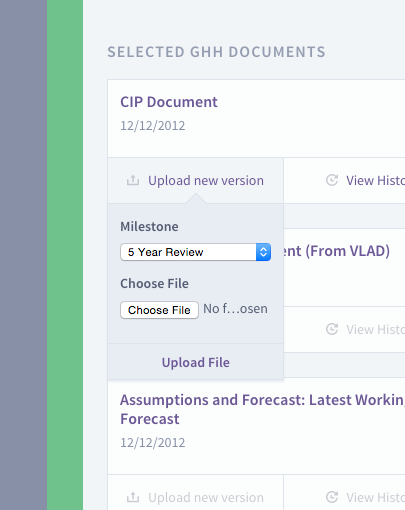 SELECTED GHH DOCUMENTS
CIP Document
12/12/2012
Upload new version
View Histo
Milestone
5 Year Review
ent (From VLAD)
Choose File
Choose File No f...osen
View Histo
Upload File
Assumptions and Forecast: Latest Workin
Forecast
12/12/2012
Upload new version
View Histo